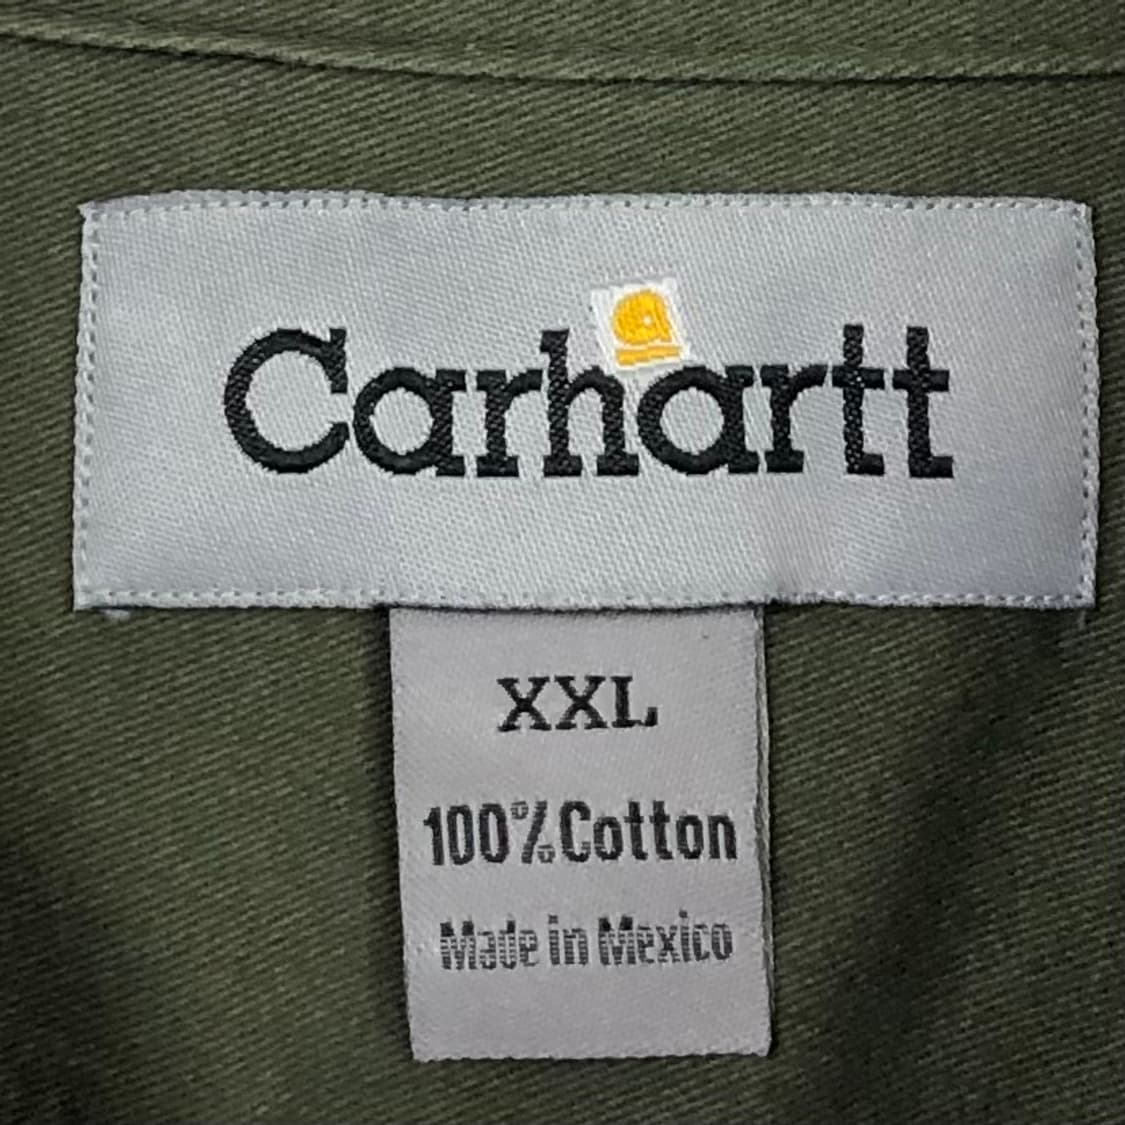 Carhartt
XXL
100% Cotton
Made in Mexico